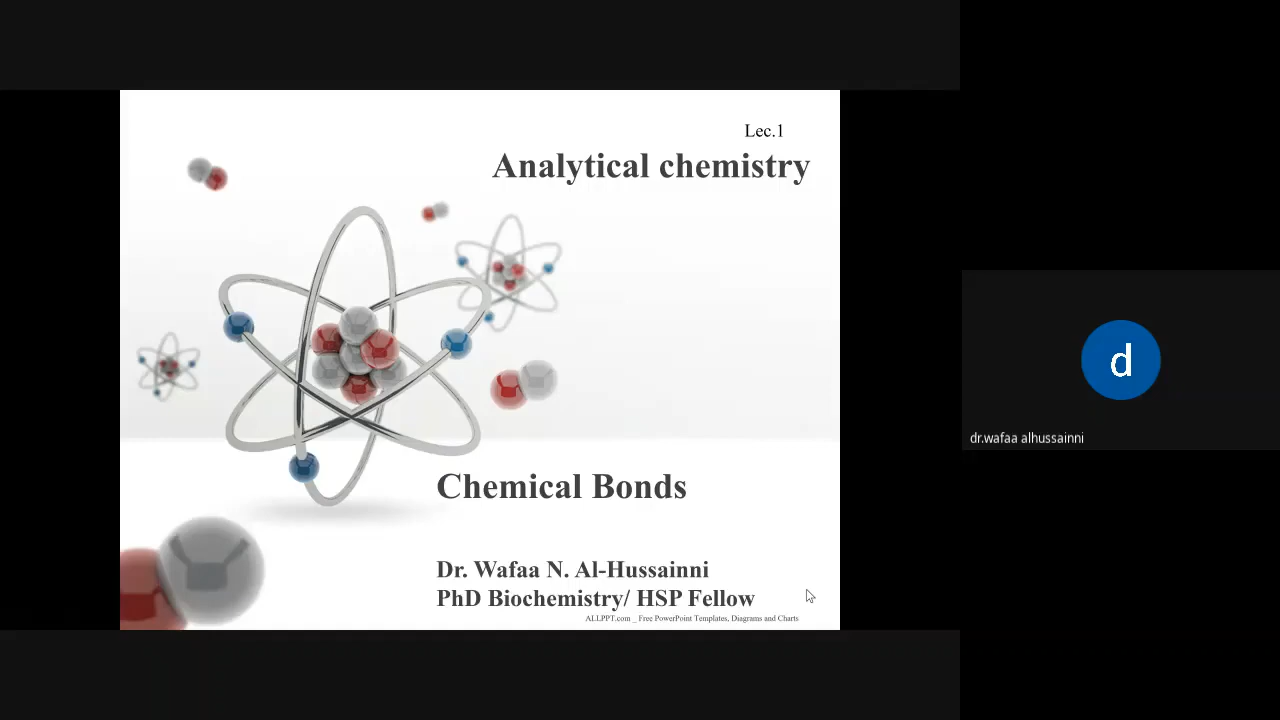 Lec.1
Analytical chemistry
Chemical Bonds
Dr. Wafaa N. Al-Hussainni
PhD Biochemistry/ HSP Fellow
ALLPPT.com _ Free PowerPoint Templates, Diagrams and Charts
d
dr.wafaa alhussainni